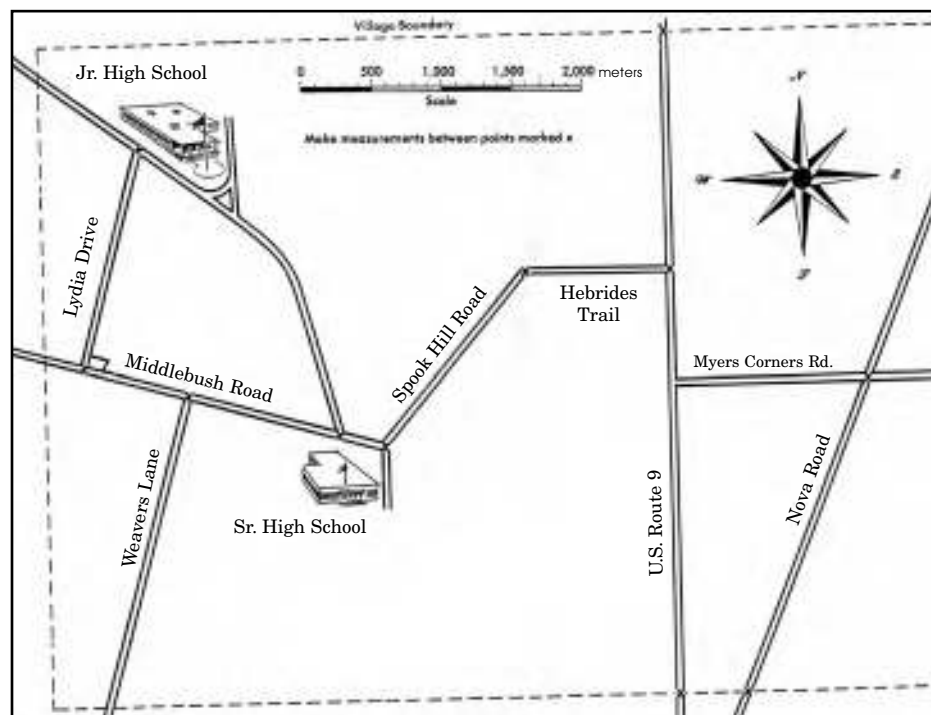 Village Boundary
Jr. High School
0 500 1,000 1,500 2,000 meters
Scale
Make measurements between points marked x
N
W E
S
Lydia Drive
Spook Hill Road
Hebrides
Trail
Middlebush Road
Myers Corners Rd.
Weavers Lane
Sr. High School
U.S. Route 9
Nova Road